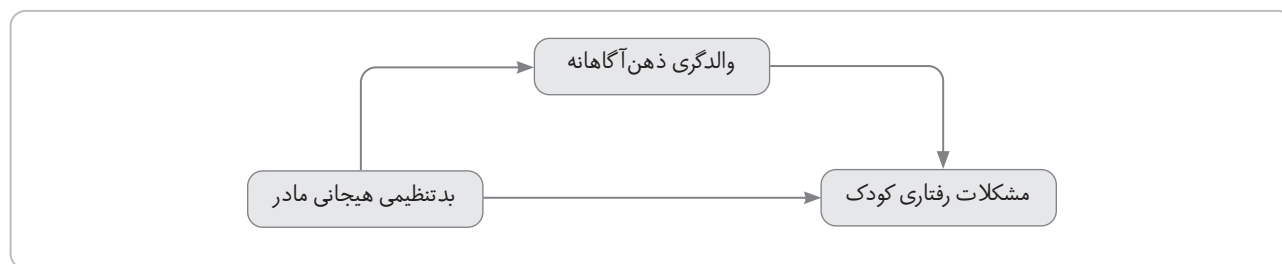 والدگری ذهن‌آگاهانه
مشکلات رفتاری کودک
بدتنظیمی هیجانی مادر